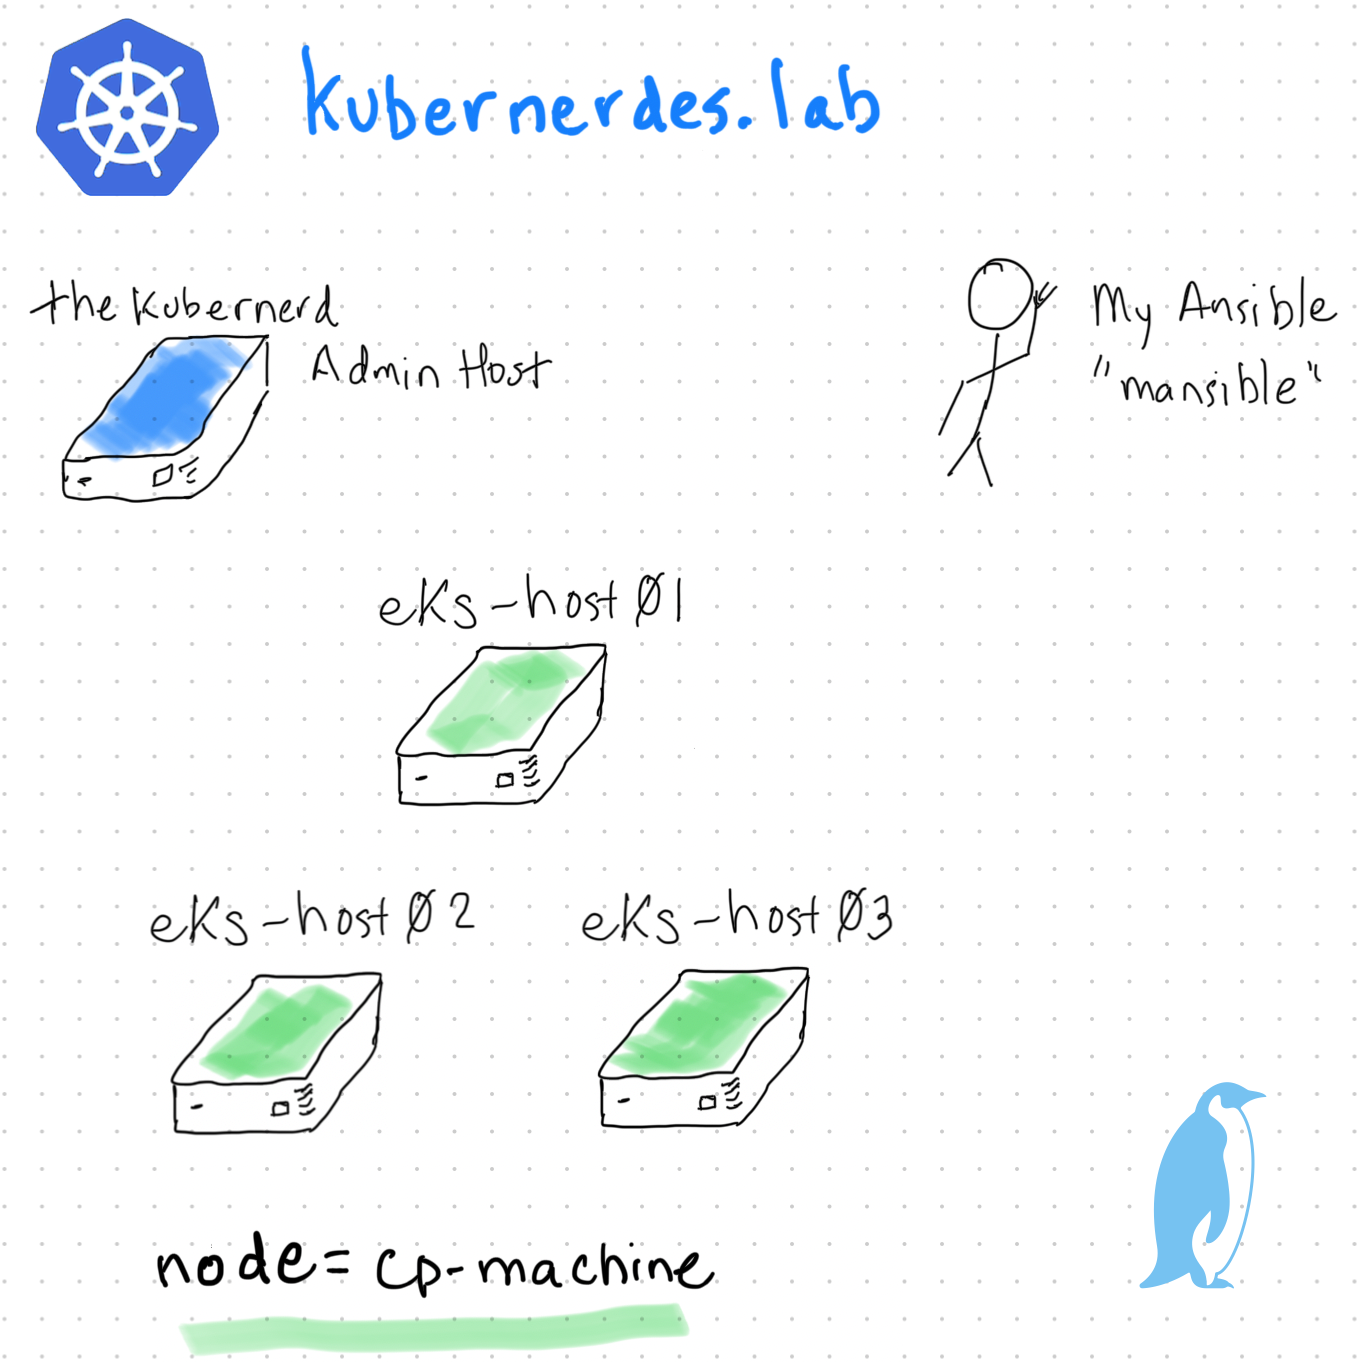 kubernerdes.lab
the Kubernerd
Admin Host
My Ansible
"mansible"
eKs-host Ø1
eKs-host Ø2
eKs-host Ø3
node = cp-machine